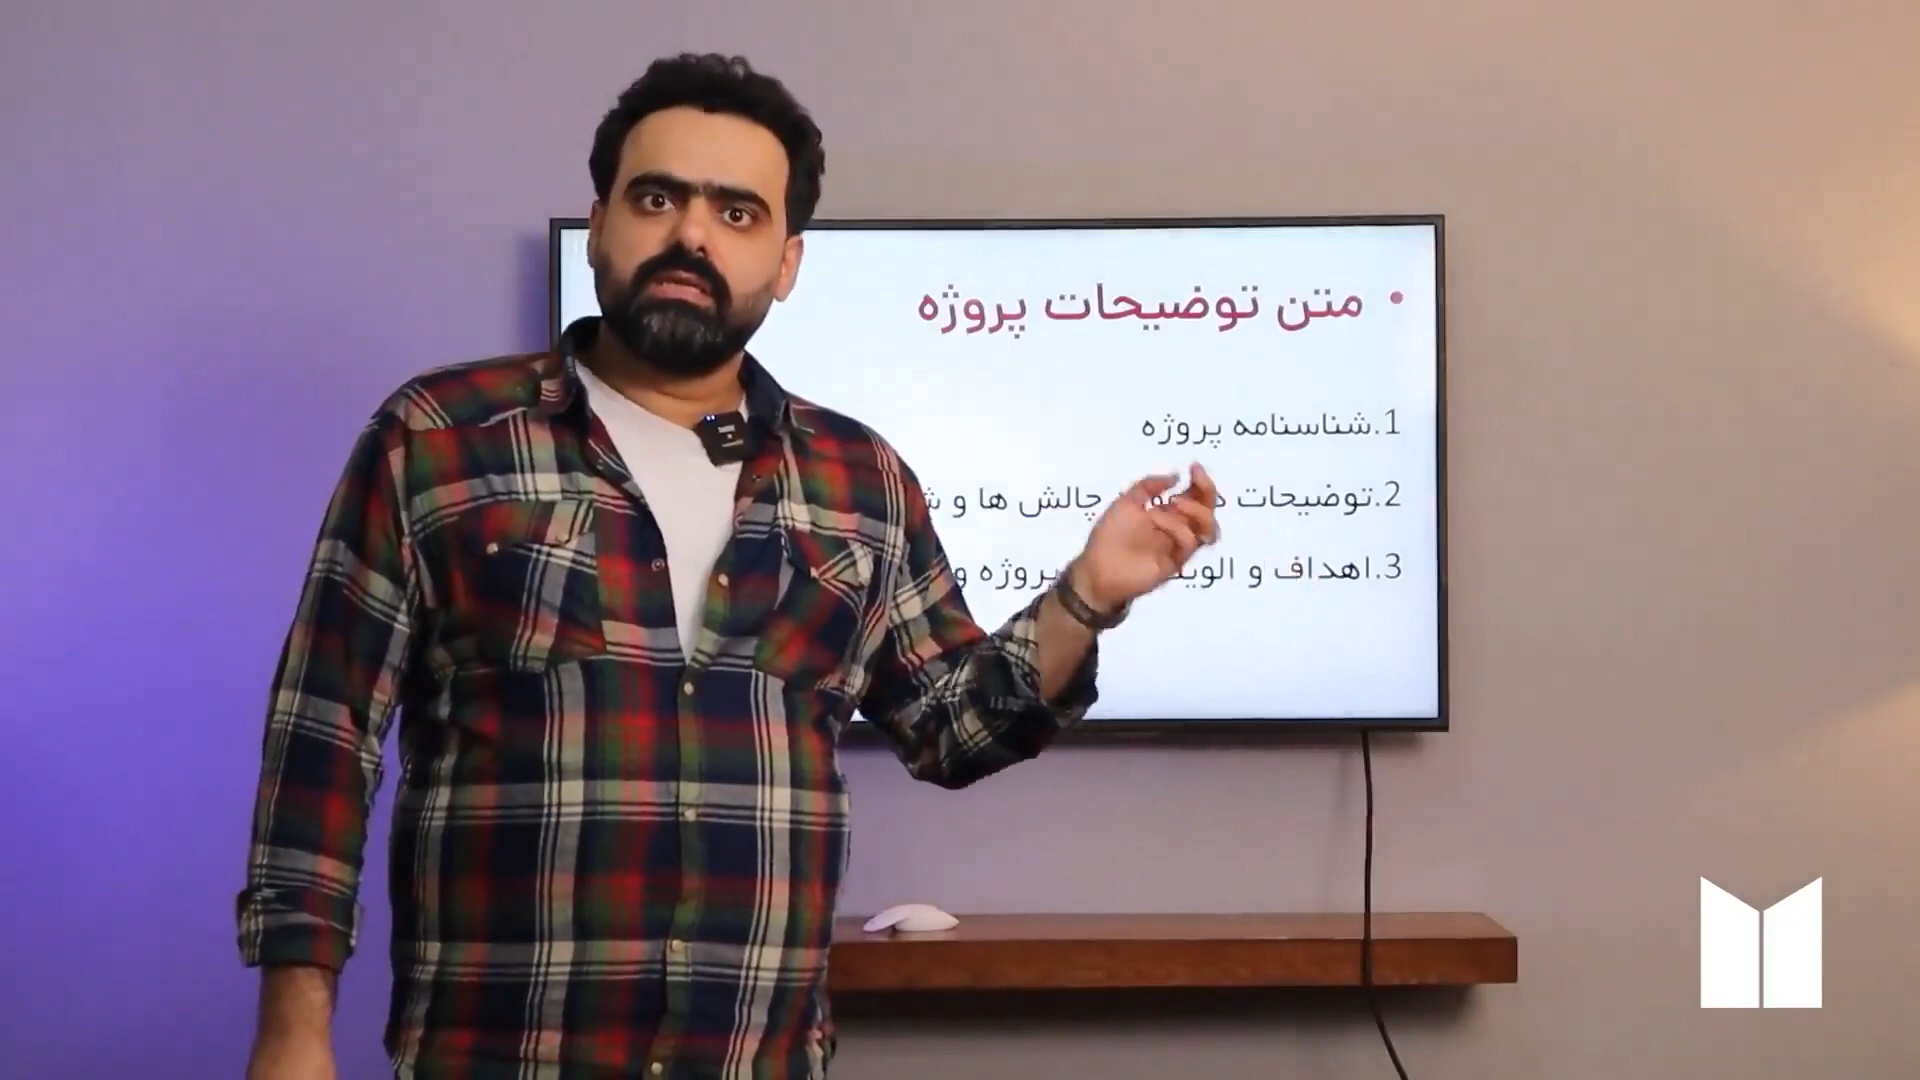 • متن توضیحات پروژه
1.شناسنامه پروژه
2.توضیحات چالش ها و
3.اهداف و پروژه و